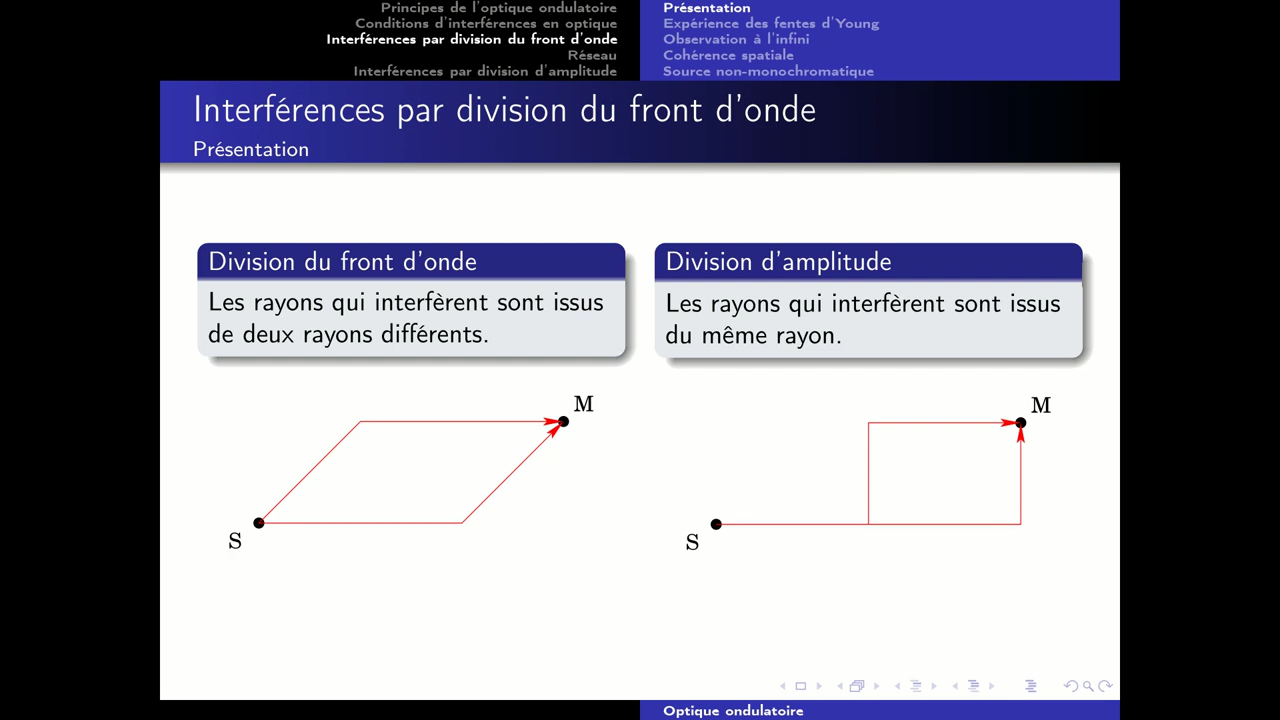 Principes de l'optique ondulatoire
Conditions d'interférences en optique
Interférences par division du front d'onde
Réseau
Interférences par division d'amplitude
Présentation
Expérience des fentes d'Young
Observation à l'infini
Cohérence spatiale
Source non-monochromatique
Interférences par division du front d'onde
Présentation
Division du front d'onde
Les rayons qui interfèrent sont issus
de deux rayons différents.
M
S
Division d'amplitude
Les rayons qui interfèrent sont issus
du même rayon.
M
S
Optique ondulatoire